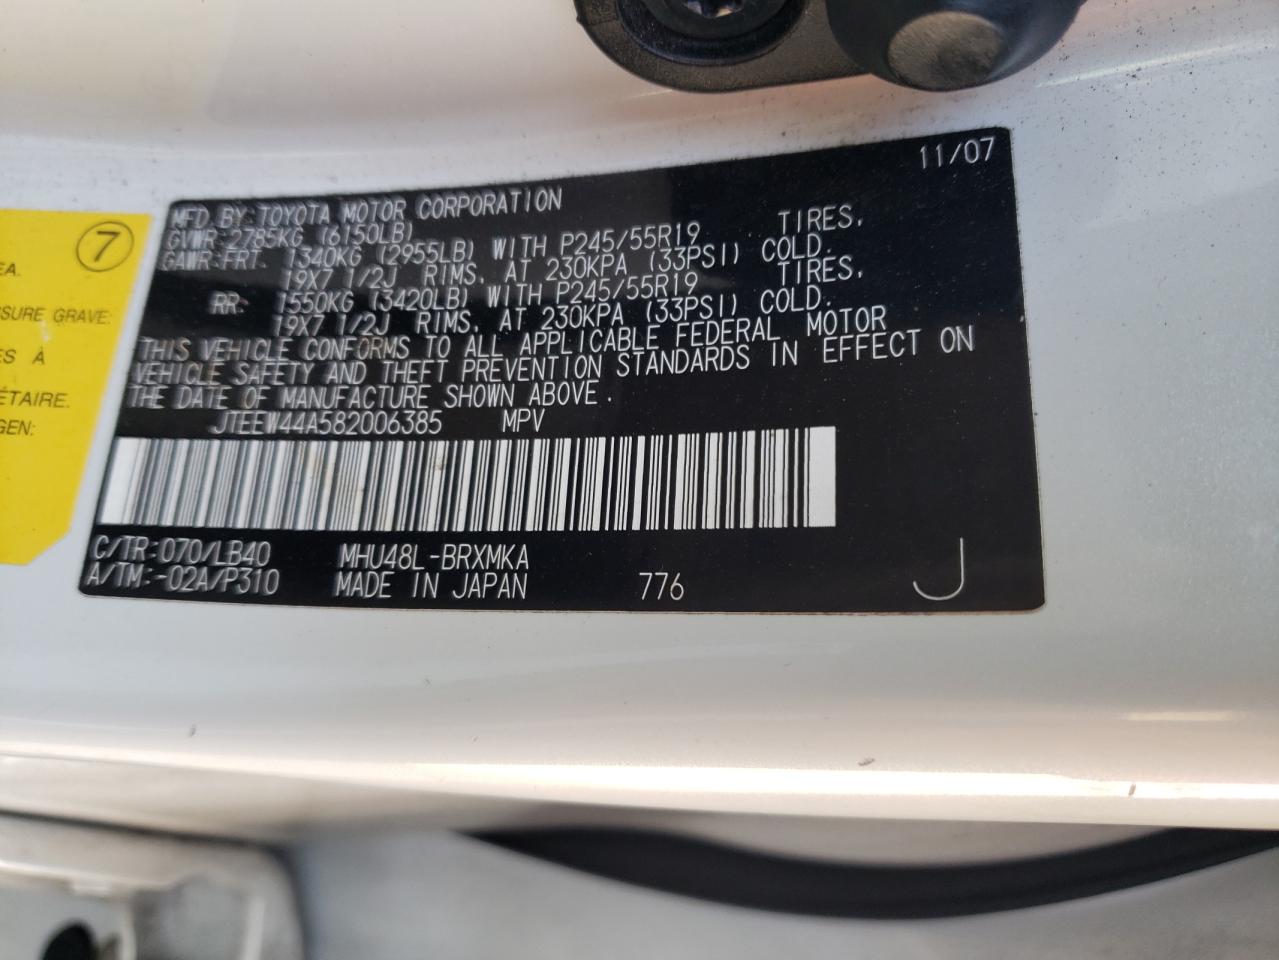 11/07
MFD. BY: TOYOTA MOTOR CORPORATION
GVWR: 2785KG (6150LB)
GAWR: FRT. 1340KG (2955LB) WITH P245/55R19 TIRES,
19X7 1/2J RIMS, AT 230KPA (33PSI) COLD.
RR: 1550KG (3420LB) WITH P245/55R19 TIRES,
19X7 1/2J RIMS, AT 230KPA (33PSI) COLD.
THIS VEHICLE CONFORMS TO ALL APPLICABLE FEDERAL MOTOR
VEHICLE SAFETY AND THEFT PREVENTION STANDARDS IN EFFECT ON
THE DATE OF MANUFACTURE SHOWN ABOVE.
JTEEW44A582006385 MPV
C/TR: 070/LB40 MHU48L-BRXMKA
A/TM: -02A/P310 MADE IN JAPAN 776 J
7
EA.
SSURE GRAVE:
ES À
ÉTAIRE.
GEN: